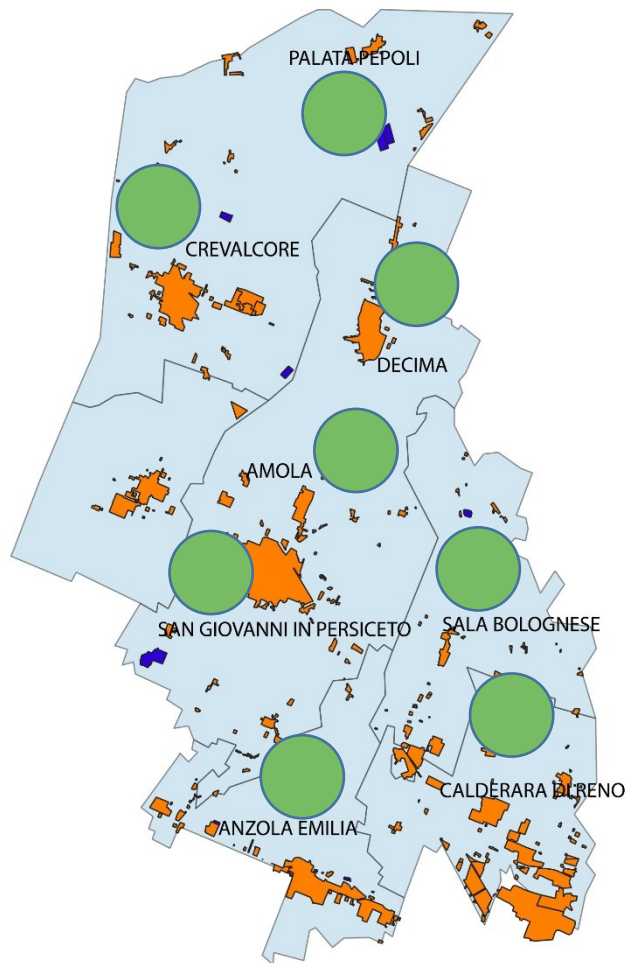 PALATA PEPOLI
CREVALCORE
DECIMA
AMOLA
SAN GIOVANNI IN PERSICETO
SALA BOLOGNESE
CALDERARA DI RENO
ANZOLA EMILIA